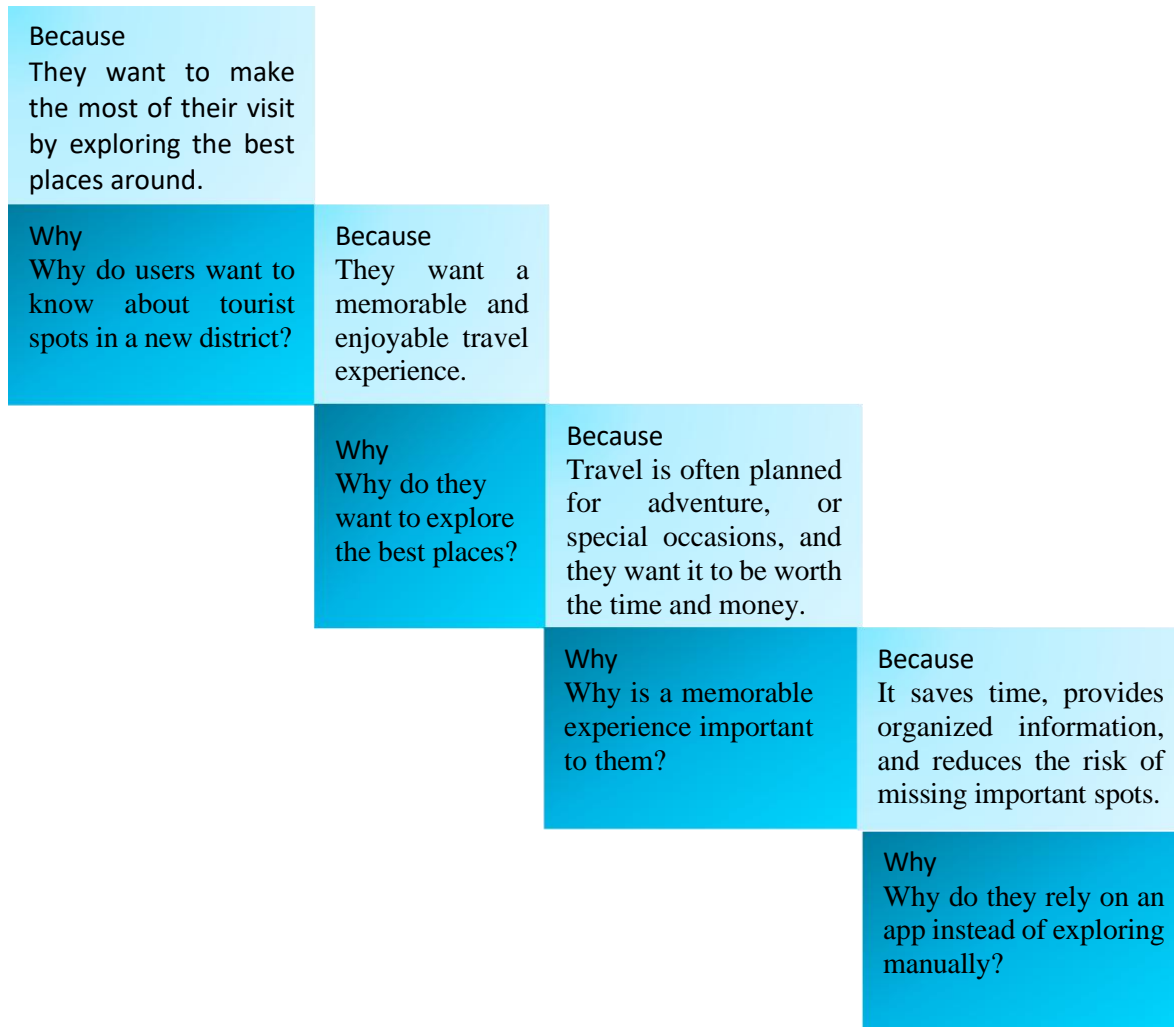 Because
They want to make
the most of their visit
by exploring the best
places around.
Why
Why do users want to
know about tourist
spots in a new district?
Because
They want a
memorable and
enjoyable travel
experience.
Why
Why do they
want to explore
the best places?
Because
Travel is often planned
for adventure, or
special occasions, and
they want it to be worth
the time and money.
Why
Why is a memorable
experience important
to them?
Because
It saves time, provides
organized information,
and reduces the risk of
missing important spots.
Why
Why do they rely on an
app instead of exploring
manually?